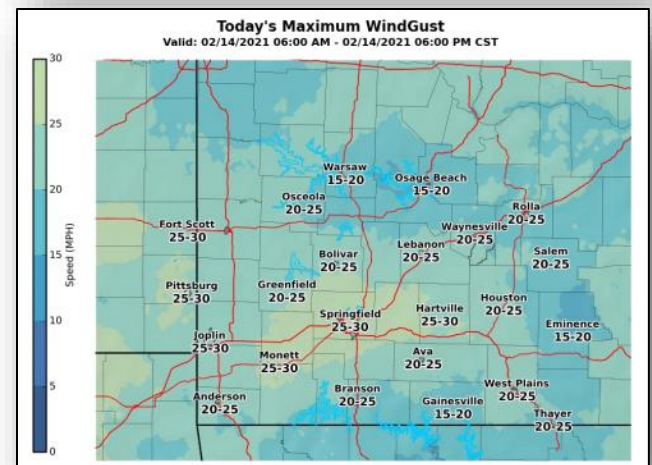 Today's Maximum WindGust
Valid: 02/14/2021 06:00 AM - 02/14/2021 06:00 PM CST
30
25
20
15
10
5
0
Speed (MPH)
Warsaw
15-20
Osage Beach
15-20
Osceola
20-25
Rolla
20-25
Fort Scott
25-30
Waynesville
20-25
Lebanon
20-25
Salem
20-25
Bolivar
20-25
Pittsburg
25-30
Greenfield
20-25
Houston
20-25
Springfield
25-30
Hartville
25-30
Eminence
15-20
Joplin
25-30
Monett
25-30
Ava
20-25
Anderson
20-25
Branson
20-25
Gainesville
15-20
West Plains
20-25
Thayer
20-25